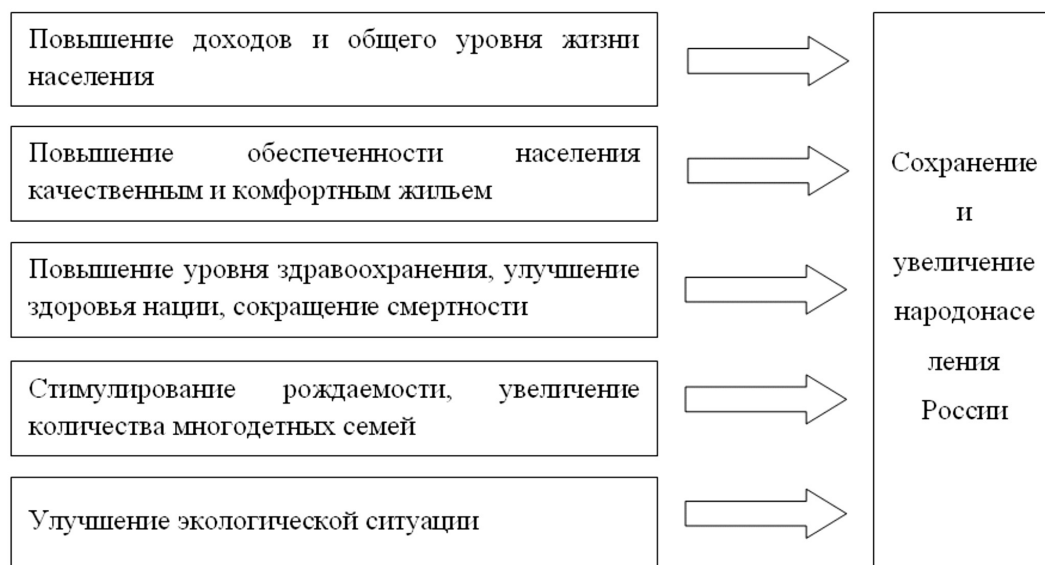 Повышение доходов и общего уровня жизни
населения
Повышение обеспеченности населения
качественным и комфортным жильем
Повышение уровня здравоохранения, улучшение
здоровья нации, сокращение смертности
Стимулирование рождаемости, увеличение
количества многодетных семей
Улучшение экологической ситуации
Сохранение
и
увеличение
народонасе
ления
России